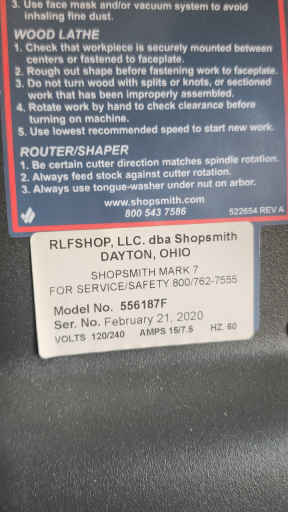 3. Use face mask and/or vacuum system to avoid
inhaling fine dust.
WOOD LATHE
1. Check that workpiece is securely mounted between
centers or fastened to faceplate.
2. Rough out shape before fastening work to faceplate.
3. Do not turn wood with splits or knots, or sectioned
work that has been improperly assembled.
4. Rotate work by hand to check clearance before
turning on machine.
5. Use lowest recommended speed to start new work.
ROUTER/SHAPER
1. Be certain cutter direction matches spindle rotation.
2. Always feed stock against cutter rotation.
3. Always use tongue-washer under nut on arbor.
www.shopsmith.com
800 543 7586
522654 REV A
RLFSHOP, LLC. dba Shopsmith
DAYTON, OHIO
SHOPSMITH MARK 7
FOR SERVICE/SAFETY 800/762-7555
Model No. 556187F
Ser. No. February 21, 2020
VOLTS 120/240 AMPS 15/7.5 HZ. 60